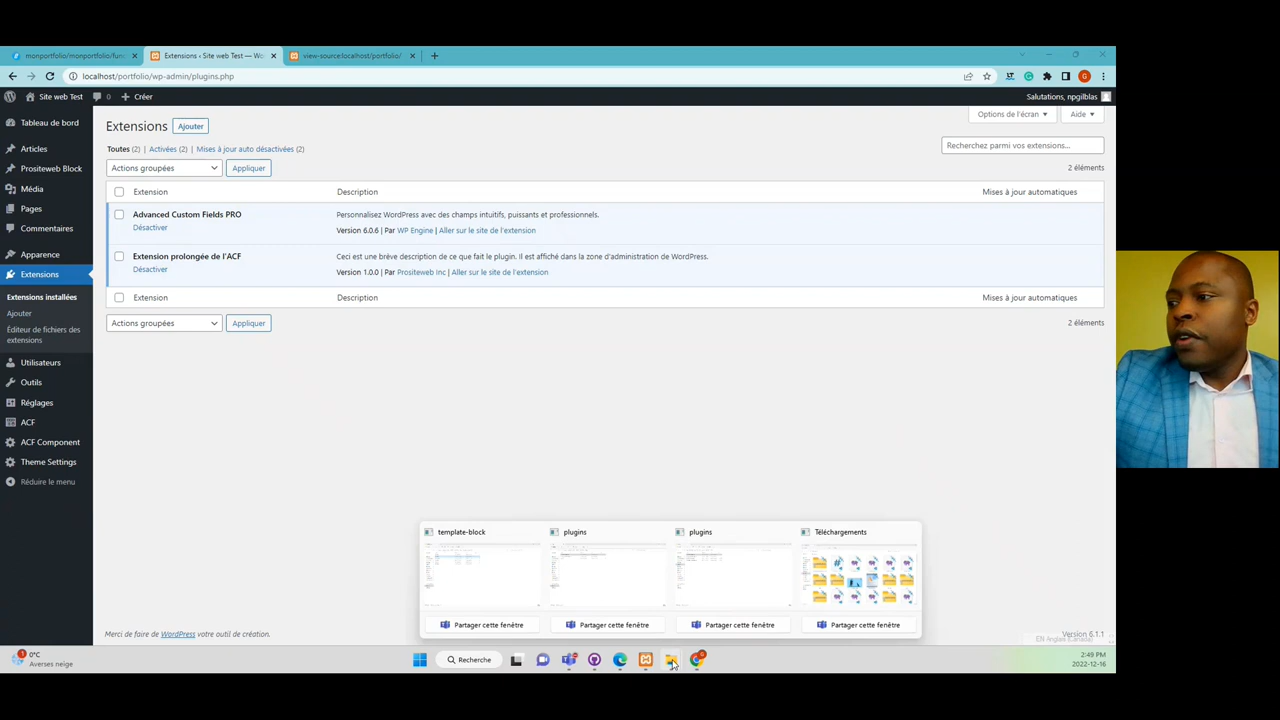 monportfolio/monportfolio/fun
Extensions ‹ Site web Test — Wo
view-source:localhost/portfolio/
localhost/portfolio/wp-admin/plugins.php
Site web Test
0
Créer
Salutations, npgilblas
Tableau de bord
Articles
Prositeweb Block
Média
Pages
Commentaires
Apparence
Extensions
Extensions installées
Ajouter
Éditeur de fichiers des
extensions
Utilisateurs
Outils
Réglages
ACF
ACF Component
Theme Settings
Réduire le menu
Extensions
Ajouter
Options de l'écran
Aide
Toutes (2) | Activées (2) | Mises à jour auto désactivées (2)
Recherchez parmi vos extensions...
Actions groupées
Appliquer
2 éléments
Extension
Description
Mises à jour automatiques
Advanced Custom Fields PRO
Personnalisez WordPress avec des champs intuitifs, puissants et professionnels.
Désactiver
Version 6.0.6 | Par WP Engine | Aller sur le site de l'extension
Extension prolongée de l'ACF
Ceci est une brève description de ce que fait le plugin. Il est affiché dans la zone d'administration de WordPress.
Désactiver
Version 1.0.0 | Par Prositeweb Inc | Aller sur le site de l'extension
Extension
Description
Mises à jour automatiques
Actions groupées
Appliquer
2 éléments
template-block
plugins
plugins
Téléchargements
Partager cette fenêtre
Partager cette fenêtre
Partager cette fenêtre
Partager cette fenêtre
Merci de faire de WordPress votre outil de création.
Version 6.1.1
EN Anglais (Canada)
0°C
Averses neige
Recherche
2:49 PM
2022-12-16